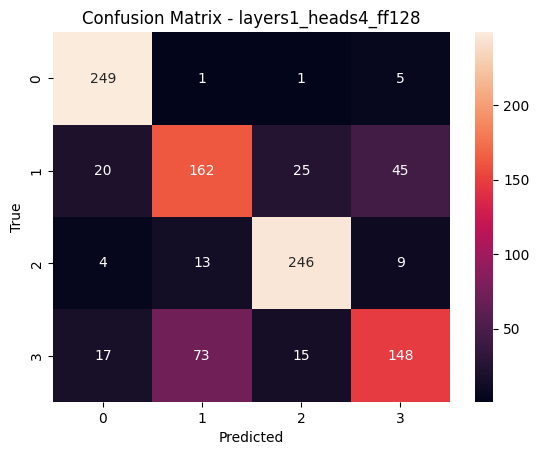 Confusion Matrix - layers1_heads4_ff128
0 249 1 1 5
1 20 162 25 45
2 4 13 246 9
3 17 73 15 148
0 1 2 3
Predicted
True
200
150
100
50